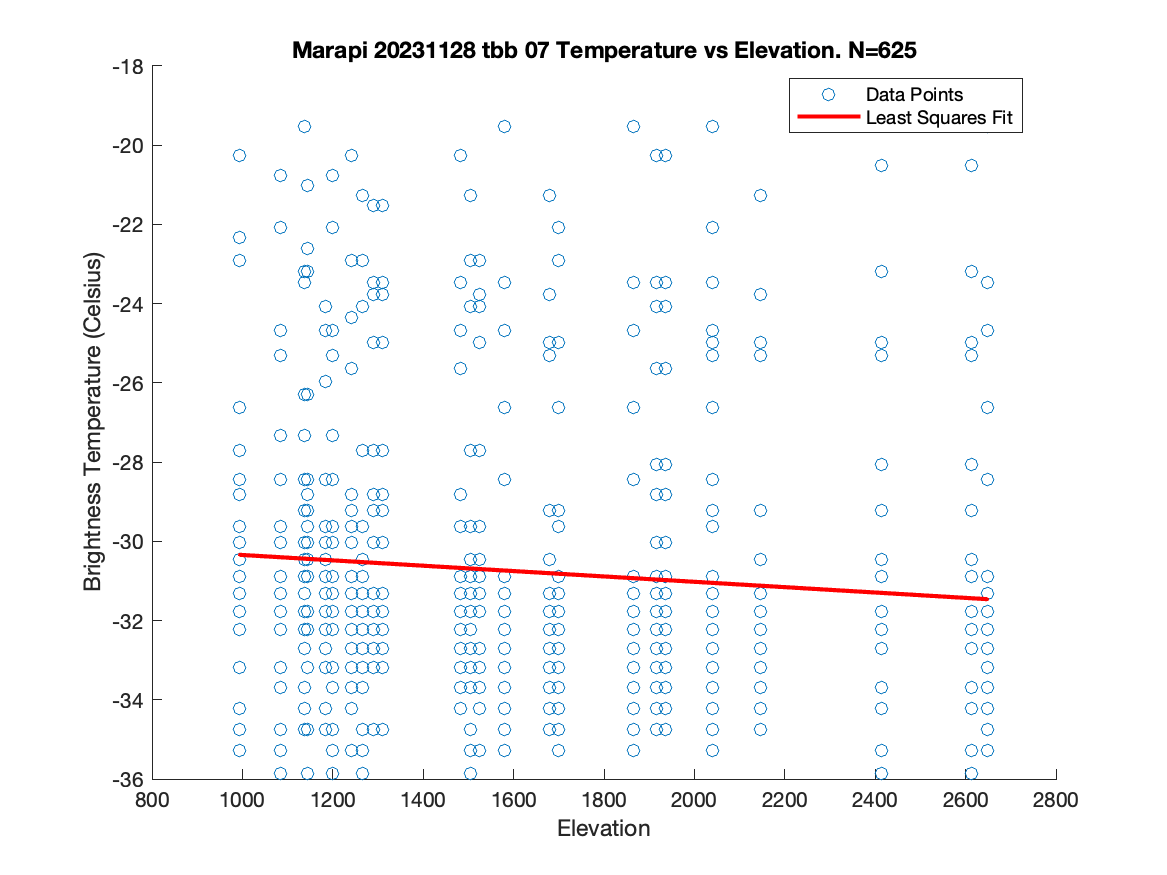 Marapi 20231128 tbb 07 Temperature vs Elevation. N=625
Data Points
Least Squares Fit
Brightness Temperature (Celsius)
-18
-20
-22
-24
-26
-28
-30
-32
-34
-36
800 1000 1200 1400 1600 1800 2000 2200 2400 2600 2800
Elevation